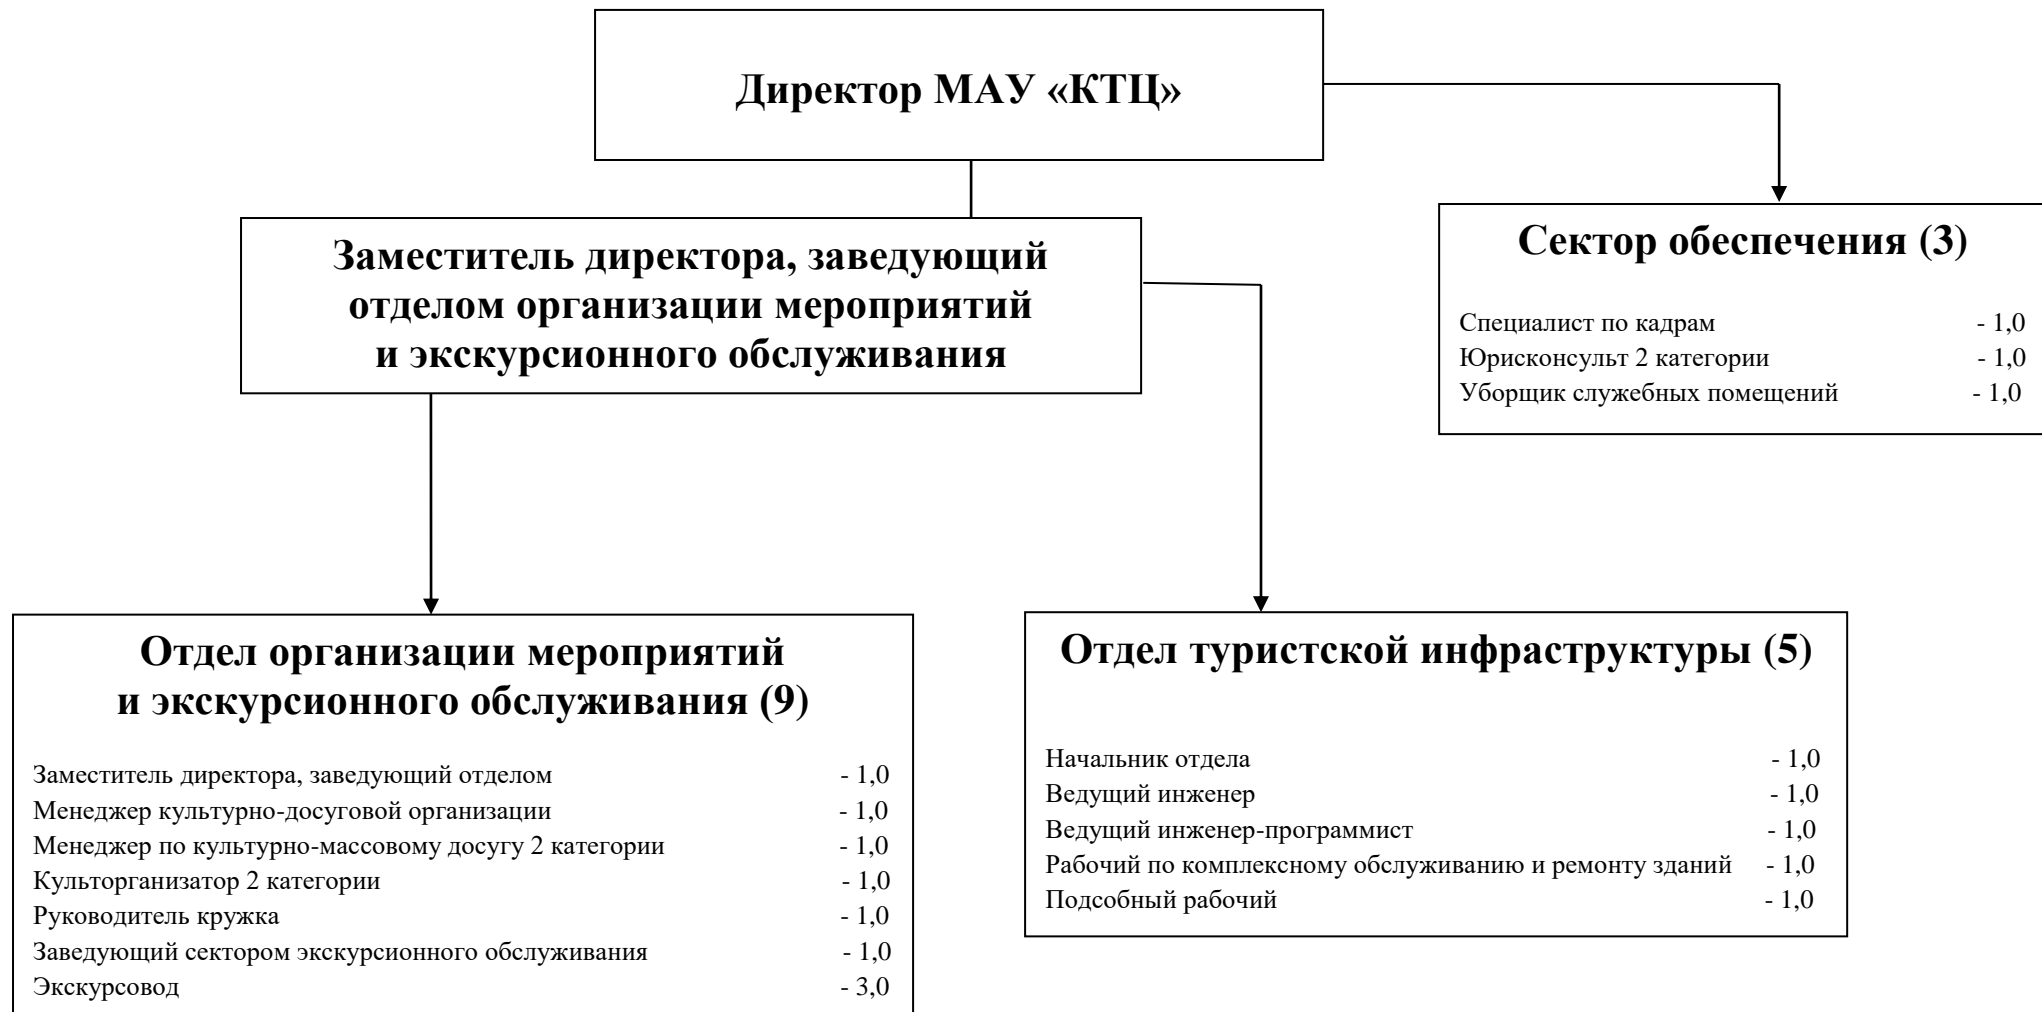 Директор МАУ «КТЦ»
Заместитель директора, заведующий
отделом организации мероприятий
и экскурсионного обслуживания
Сектор обеспечения (3)
Специалист по кадрам - 1,0
Юрисконсульт 2 категории - 1,0
Уборщик служебных помещений - 1,0
Отдел организации мероприятий
и экскурсионного обслуживания (9)
Заместитель директора, заведующий отделом - 1,0
Менеджер культурно-досуговой организации - 1,0
Менеджер по культурно-массовому досугу 2 категории - 1,0
Культорганизатор 2 категории - 1,0
Руководитель кружка - 1,0
Заведующий сектором экскурсионного обслуживания - 1,0
Экскурсовод - 3,0
Отдел туристской инфраструктуры (5)
Начальник отдела - 1,0
Ведущий инженер - 1,0
Ведущий инженер-программист - 1,0
Рабочий по комплексному обслуживанию и ремонту зданий - 1,0
Подсобный рабочий - 1,0